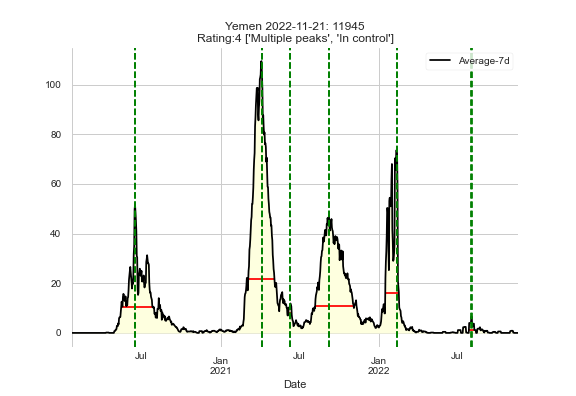 Yemen 2022-11-21: 11945
Rating:4 ['Multiple peaks', 'In control']
Average-7d
100
80
60
40
20
0
Jul
Jan
2021
Jul
Jan
2022
Jul
Date